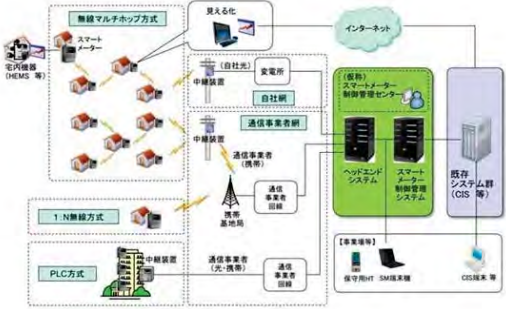 無線マルチホップ方式
見える化
インターネット
スマート
メーター
宅内機器
(HEMS 等)
(自社光)
変電所
中継装置
自社網
(仮称)
スマートメーター
制御管理センター
通信事業者網
中継装置
通信事業者
(携帯)
ヘッドエンド
システム
スマート
メーター
制御管理
システム
既存
システム群
(CIS 等)
1:N無線方式
携帯
基地局
通信
事業者
回線
【事業場等】
PLC方式
中継装置
通信事業者
(光・携帯)
通信
事業者
回線
保守用HT
SM端末機
CIS端末 等